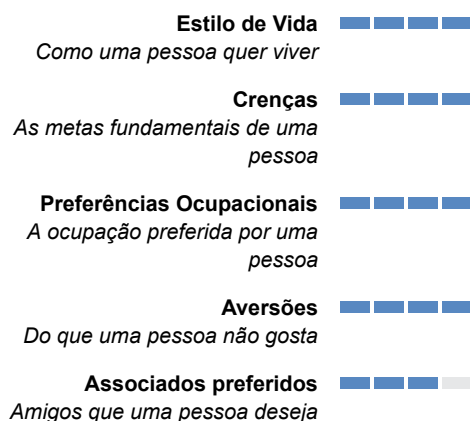 Estilo de Vida
Como uma pessoa quer viver
Crenças
As metas fundamentais de uma
pessoa
Preferências Ocupacionais
A ocupação preferida por uma
pessoa
Aversões
Do que uma pessoa não gosta
Associados preferidos
Amigos que uma pessoa deseja